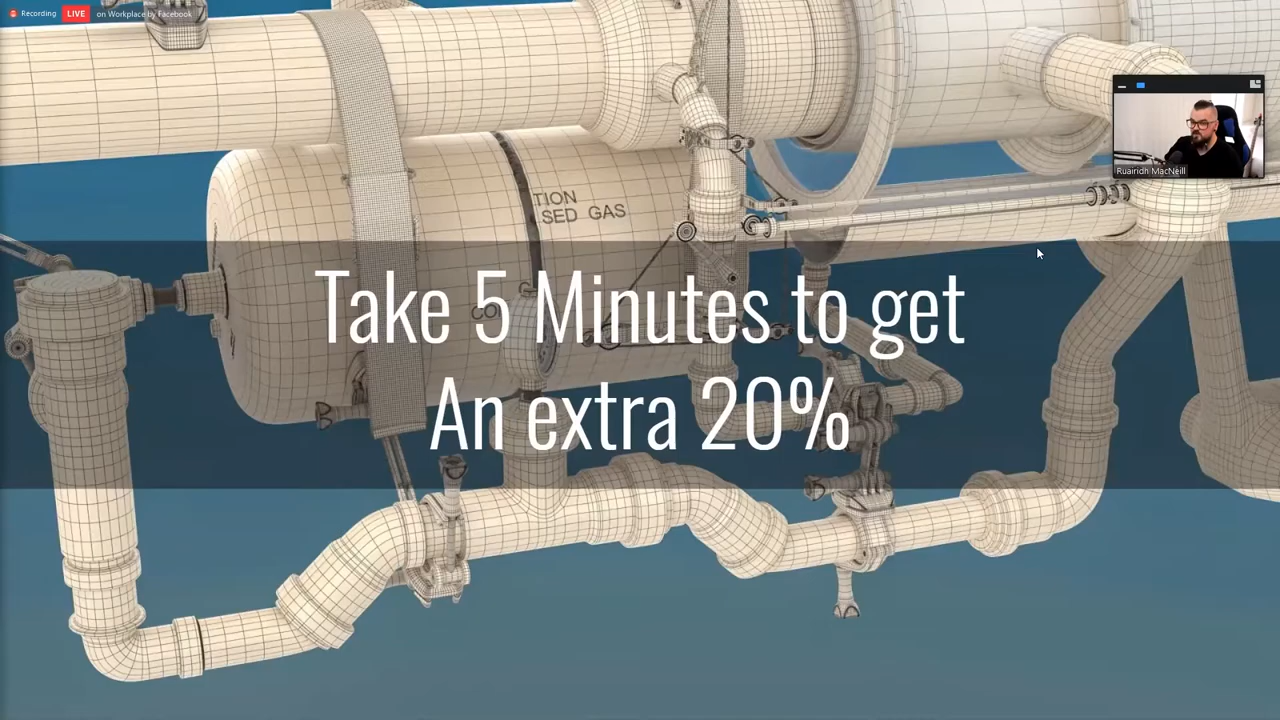 Recording LIVE on Workplace by Facebook
Ruairidh MacNeill
TION
SED GAS
CO
Take 5 Minutes to get
An extra 20%